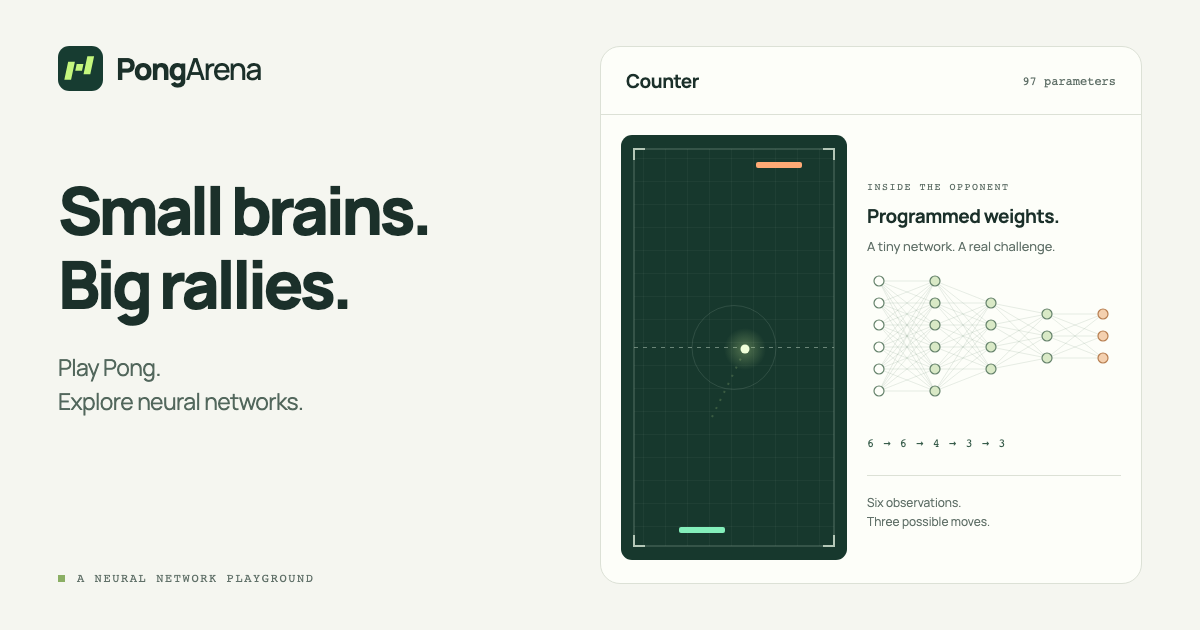 PongArena
Small brains.
Big rallies.
Play Pong.
Explore neural networks.
A NEURAL NETWORK PLAYGROUND
Counter
97 parameters
INSIDE THE OPPONENT
Programmed weights.
A tiny network. A real challenge.
6 → 6 → 4 → 3 → 3
Six observations.
Three possible moves.